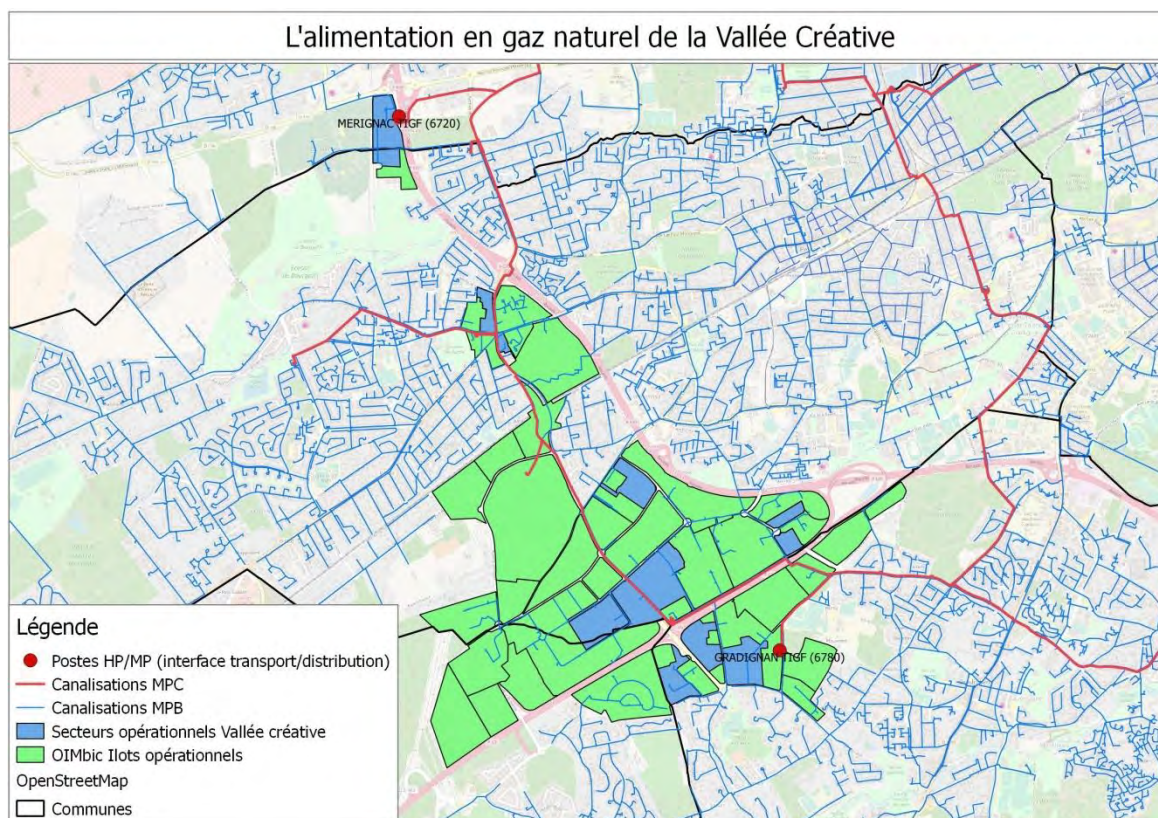 L'alimentation en gaz naturel de la Vallée Créative
MERIGNAC TIGF (6720)
GRADIGNAN TIGF (6780)
Légende
Postes HP/MP (interface transport/distribution)
Canalisations MPC
Canalisations MPB
Secteurs opérationnels Vallée créative
OIMbic Ilots opérationnels
OpenStreetMap
Communes